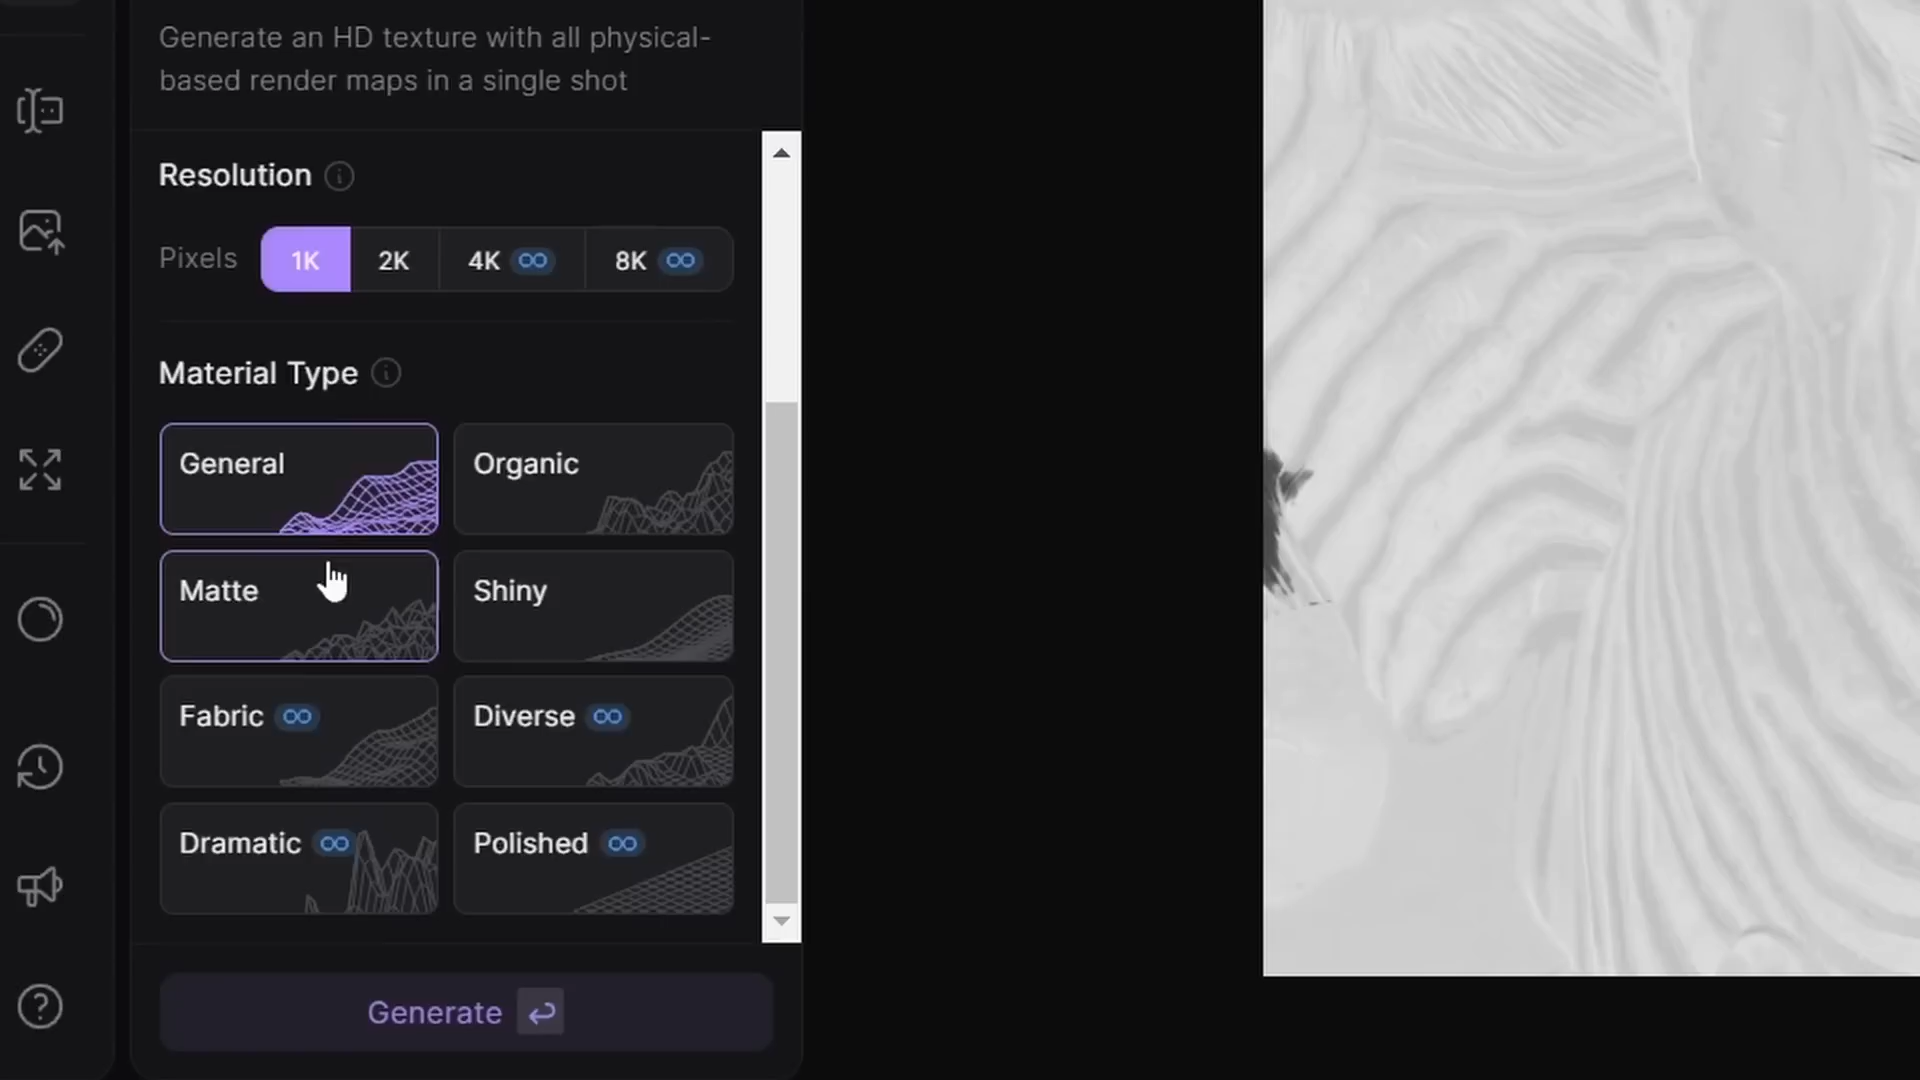 Generate an HD texture with all physical-
based render maps in a single shot
Resolution
Pixels 1K 2K 4K 8K
Material Type
General Organic
Matte Shiny
Fabric Diverse
Dramatic Polished
Generate